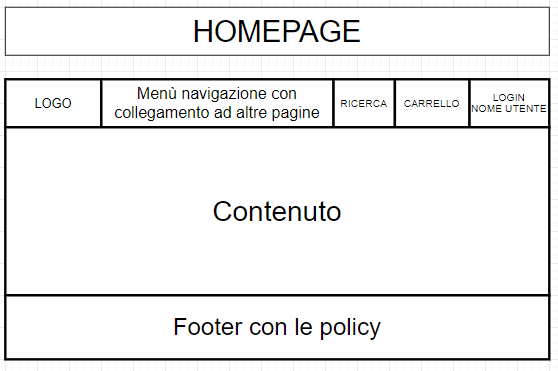 HOMEPAGE
LOGO
Menù navigazione con
collegamento ad altre pagine
RICERCA
CARRELLO
LOGIN
NOME UTENTE
Contenuto
Footer con le policy